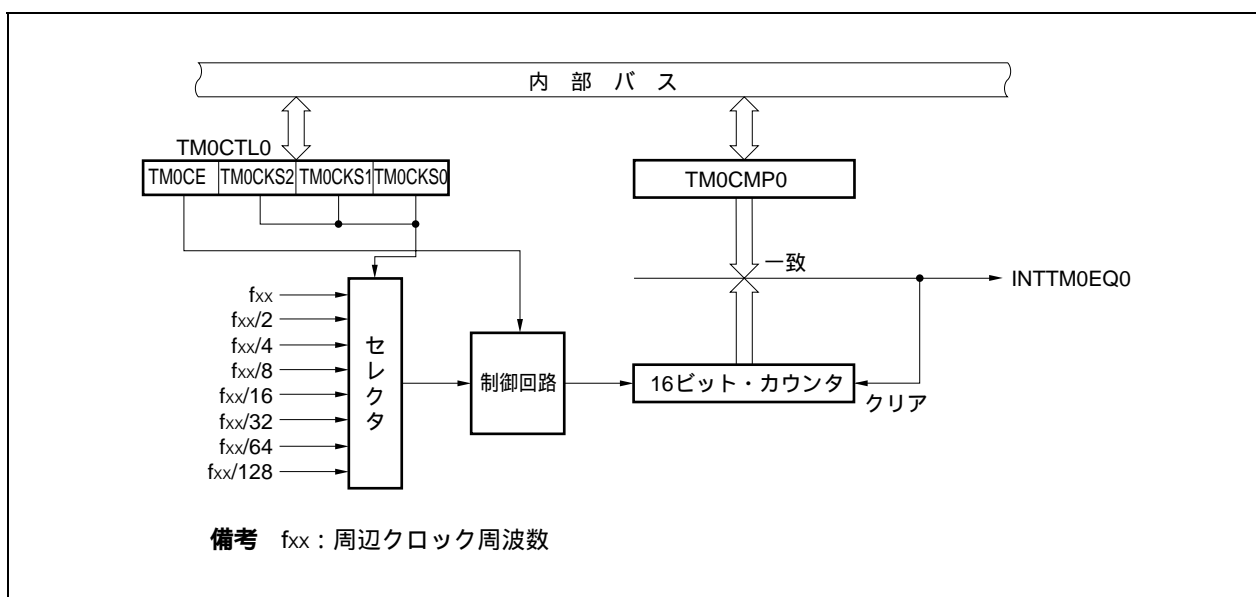 内 部 バ ス
TM0CTL0
TM0CE TM0CKS2 TM0CKS1 TM0CKS0
TM0CMP0
一致
INTTM0EQ0
fxx
fxx/2
fxx/4
fxx/8
fxx/16
fxx/32
fxx/64
fxx/128
セレクタ
制御回路
16ビット・カウンタ
クリア
備考 fxx：周辺クロック周波数